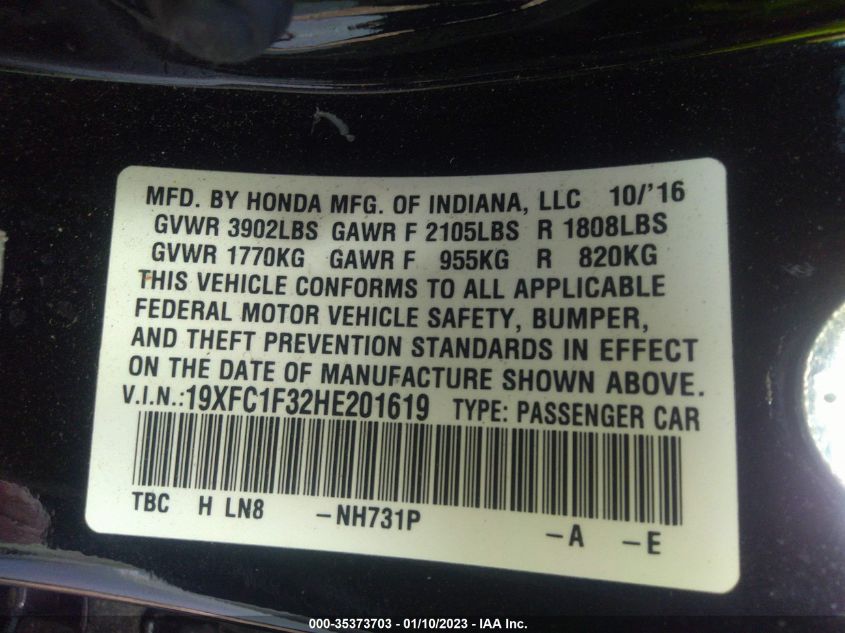 MFD. BY HONDA MFG. OF INDIANA, LLC 10/'16
GVWR 3902LBS GAWR F 2105LBS R 1808LBS
GVWR 1770KG GAWR F 955KG R 820KG
THIS VEHICLE CONFORMS TO ALL APPLICABLE
FEDERAL MOTOR VEHICLE SAFETY, BUMPER,
AND THEFT PREVENTION STANDARDS IN EFFECT
ON THE DATE OF MANUFACTURE SHOWN ABOVE.
V.I.N.:19XFC1F32HE201619 TYPE: PASSENGER CAR
TBC H LN8 -NH731P -A -E
000-35373703 - 01/10/2023 - IAA Inc.